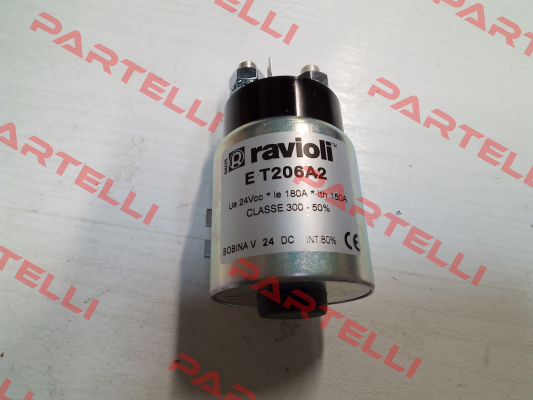 ravioli™
E T206A2
Ue 24Vcc * Ie 180A * Ith 150A
CLASSE 300 - 50%
BOBINA V 24 DC INT 80% CE
PARTELLI
PARTELLI
PARTELLI
PARTELLI
PARTELLI
PARTELLI
PARTELLI
PARTELLI